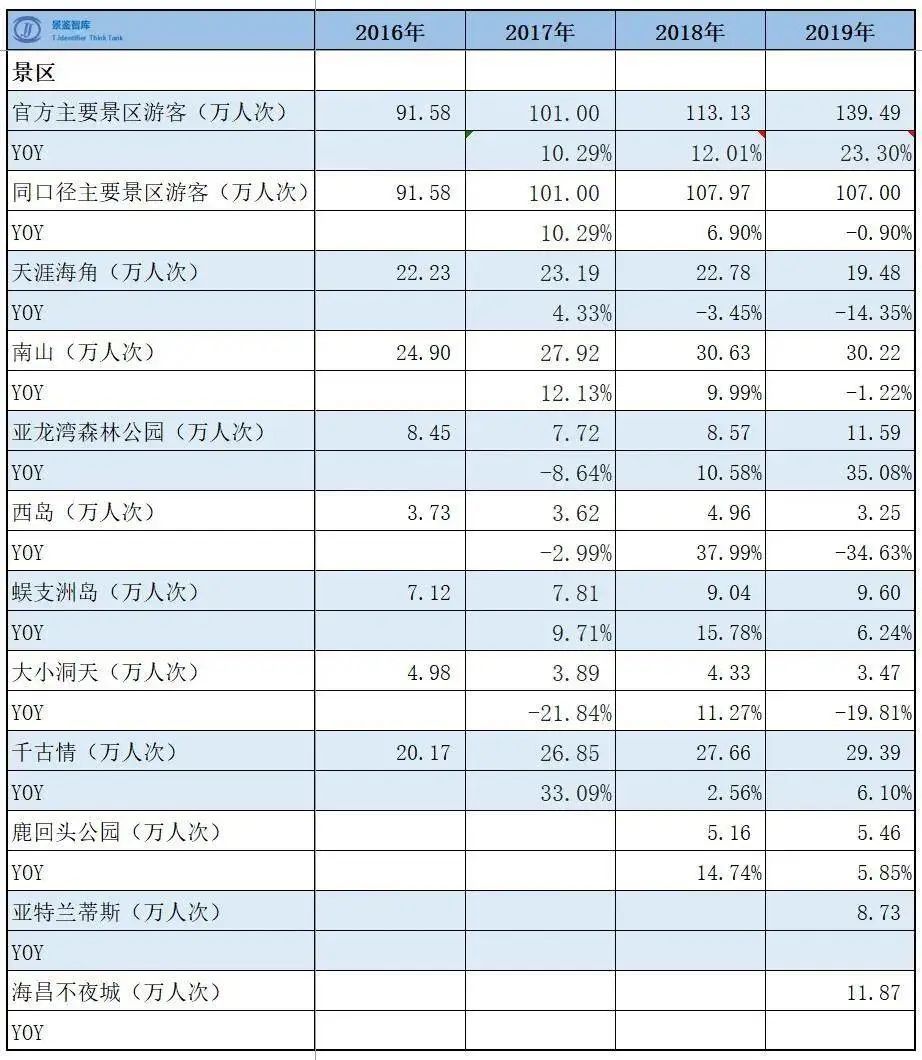 景鉴智库
T Identifier Think Tank
2016年 2017年 2018年 2019年
景区
官方主要景区游客（万人次） 91.58 101.00 113.13 139.49
YOY 10.29% 12.01% 23.30%
同口径主要景区游客（万人次） 91.58 101.00 107.97 107.00
YOY 10.29% 6.90% -0.90%
天涯海角（万人次） 22.23 23.19 22.78 19.48
YOY 4.33% -3.45% -14.35%
南山（万人次） 24.90 27.92 30.63 30.22
YOY 12.13% 9.99% -1.22%
亚龙湾森林公园（万人次） 8.45 7.72 8.57 11.59
YOY -8.64% 10.58% 35.08%
西岛（万人次） 3.73 3.62 4.96 3.25
YOY -2.99% 37.99% -34.63%
蜈支洲岛（万人次） 7.12 7.81 9.04 9.60
YOY 9.71% 15.78% 6.24%
大小洞天（万人次） 4.98 3.89 4.33 3.47
YOY -21.84% 11.27% -19.81%
千古情（万人次） 20.17 26.85 27.66 29.39
YOY 33.09% 2.56% 6.10%
鹿回头公园（万人次） 5.16 5.46
YOY 14.74% 5.85%
亚特兰蒂斯（万人次） 8.73
YOY
海昌不夜城（万人次） 11.87
YOY